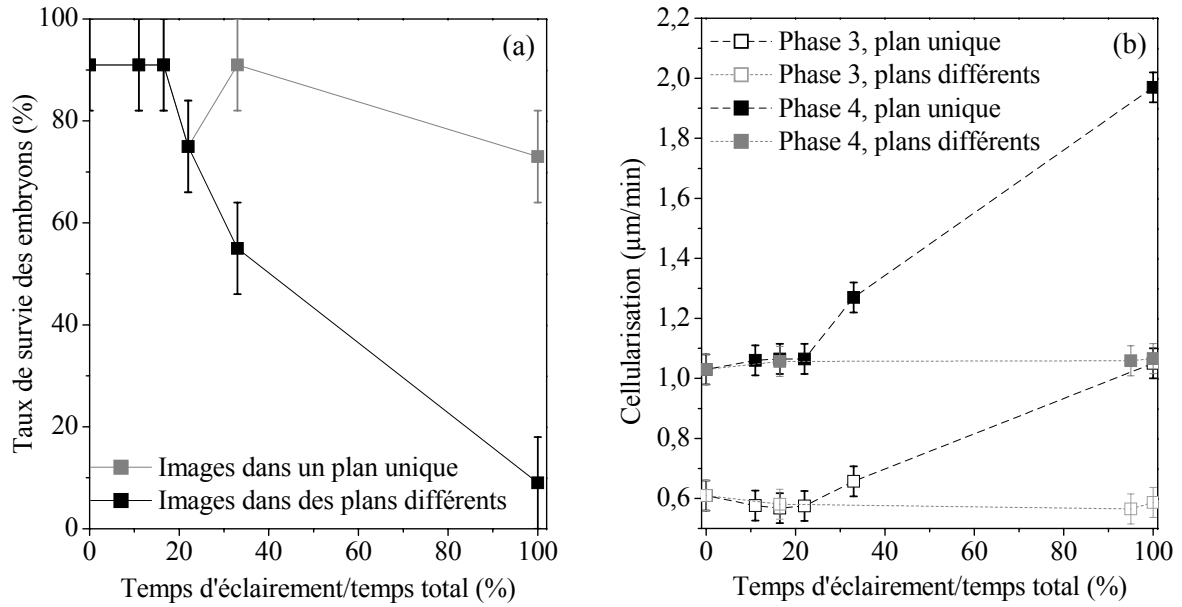 (a)
Taux de survie des embryons (%)
100
80
60
40
20
0
Images dans un plan unique
Images dans des plans différents
0 20 40 60 80 100
Temps d'éclairement/temps total (%)
(b)
Cellularisation (µm/min)
2,2
2,0
1,8
1,6
1,4
1,2
1,0
0,8
0,6
Phase 3, plan unique
Phase 3, plans différents
Phase 4, plan unique
Phase 4, plans différents
0 20 40 60 80 100
Temps d'éclairement/temps total (%)